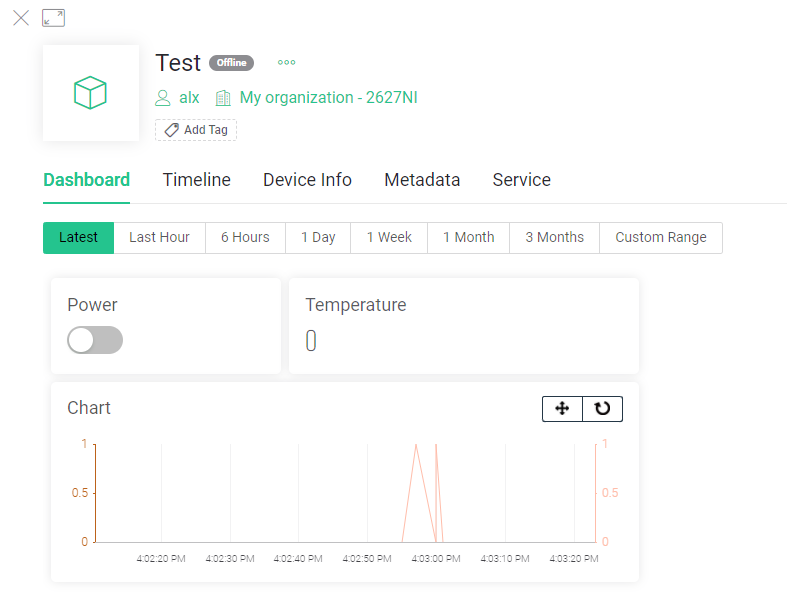 Test Offline
alx My organization - 2627NI
Add Tag
Dashboard Timeline Device Info Metadata Service
Latest Last Hour 6 Hours 1 Day 1 Week 1 Month 3 Months Custom Range
Power Temperature
0
Chart
1 1
0.5 0.5
0 0
4:02:20 PM 4:02:30 PM 4:02:40 PM 4:02:50 PM 4:03:00 PM 4:03:10 PM 4:03:20 PM